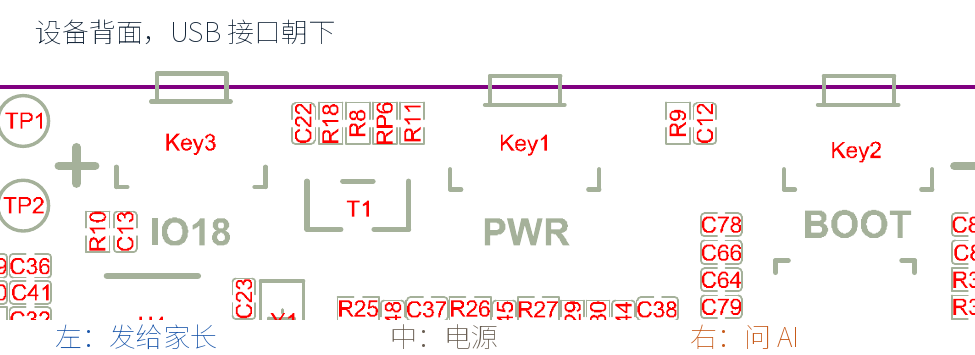 设备背面，USB 接口朝下
TP1
Key3
C22 R18 R8 RP6 R11
Key1
R9 C12
Key2
TP2
R10 C13
IO18
T1
PWR
BOOT
C78
C66
C64
C79
C36
C41
C32
C23
R25 C37 R26 R27 C38
左：发给家长 中：电源 右：问 AI